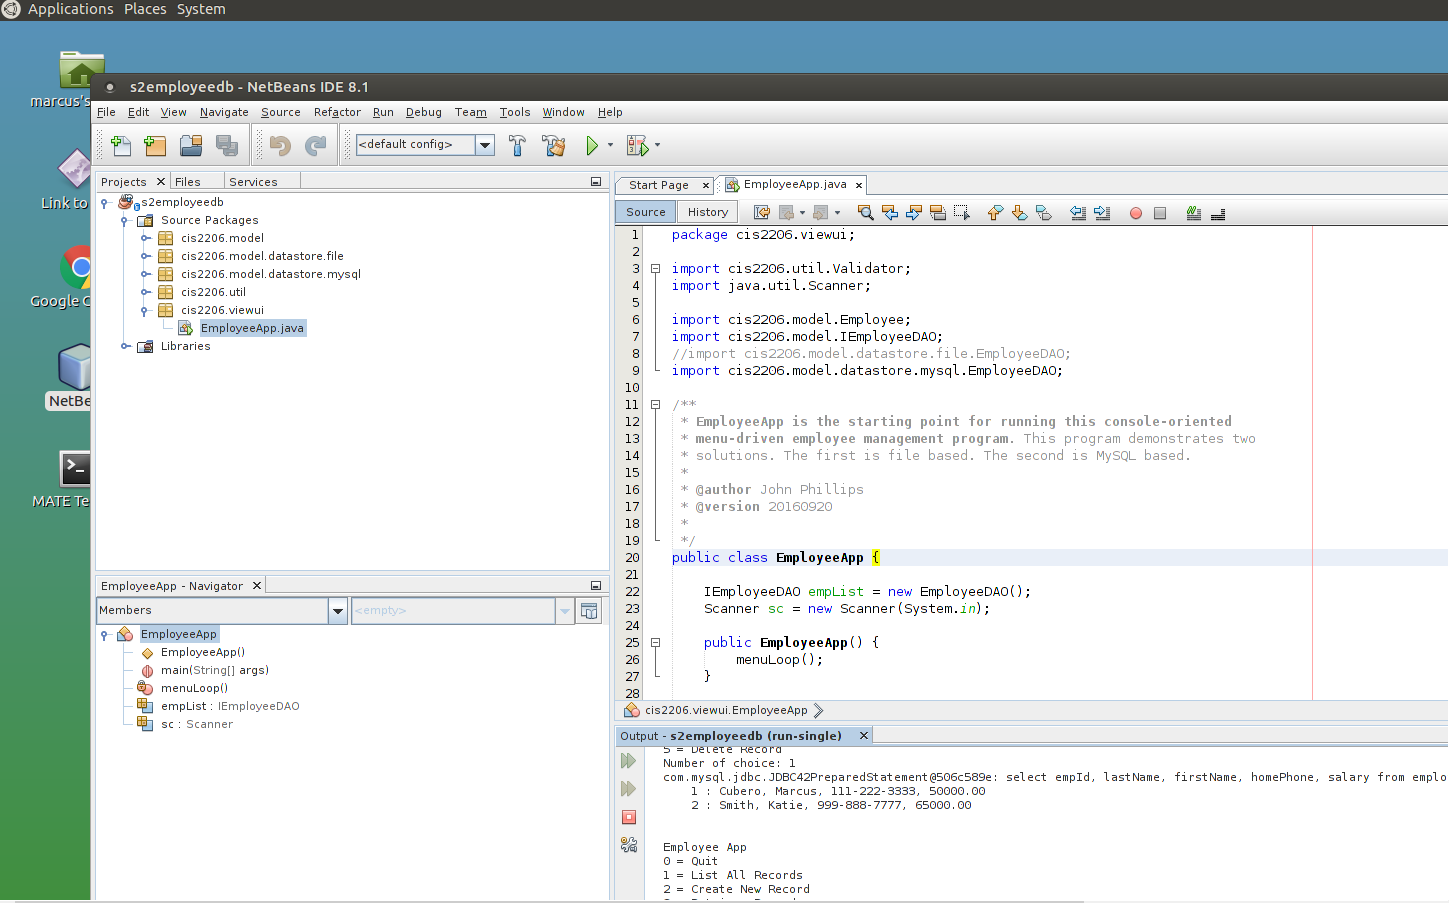 Applications Places System
marcus's
Link to
Google C
NetBe
MATE Te
s2employeedb - NetBeans IDE 8.1
File Edit View Navigate Source Refactor Run Debug Team Tools Window Help
<default config>
Projects Files Services
s2employeedb
Source Packages
cis2206.model
cis2206.model.datastore.file
cis2206.model.datastore.mysql
cis2206.util
cis2206.viewui
EmployeeApp.java
Libraries
EmployeeApp - Navigator
Members <empty>
EmployeeApp
EmployeeApp()
main(String[] args)
menuLoop()
empList : IEmployeeDAO
sc : Scanner
Start Page EmployeeApp.java
Source History
1 package cis2206.viewui;
2
3 import cis2206.util.Validator;
4 import java.util.Scanner;
5
6 import cis2206.model.Employee;
7 import cis2206.model.IEmployeeDAO;
8 //import cis2206.model.datastore.file.EmployeeDAO;
9 import cis2206.model.datastore.mysql.EmployeeDAO;
10
11 /**
12 * EmployeeApp is the starting point for running this console-oriented
13 * menu-driven employee management program. This program demonstrates two
14 * solutions. The first is file based. The second is MySQL based.
15 *
16 * @author John Phillips
17 * @version 20160920
18 *
19 */
20 public class EmployeeApp {
21
22 IEmployeeDAO empList = new EmployeeDAO();
23 Scanner sc = new Scanner(System.in);
24
25 public EmployeeApp() {
26 menuLoop();
27 }
28
cis2206.viewui.EmployeeApp
Output - s2employeedb (run-single)
5 = Delete Record
Number of choice: 1
com.mysql.jdbc.JDBC42PreparedStatement@506c589e: select empId, lastName, firstName, homePhone, salary from emplo
1 : Cubero, Marcus, 111-222-3333, 50000.00
2 : Smith, Katie, 999-888-7777, 65000.00
Employee App
0 = Quit
1 = List All Records
2 = Create New Record